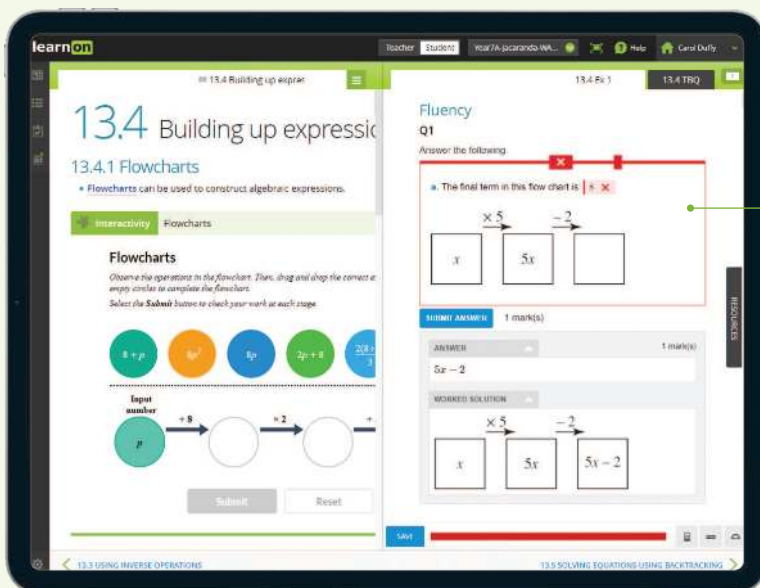 learnon
Teacher Student Year7A-Jacaranda-WA... Help Carol Duffy
13.4 Building up expres
13.4 Building up expressic
13.4.1 Flowcharts
• Flowcharts can be used to construct algebraic expressions.
Interactivity Flowcharts
Flowcharts
Observe the operations in the flowchart. Then, drag and drop the correct
empty circles to complete the flowchart.
Select the Submit button to check your work at each stage.
8 + p 8p 2p + 8
Input
number
p + 8 × 2 +
Submit Reset
13.3 USING INVERSE OPERATIONS
13.4 Ex 1 13.4 TBQ
Fluency
Q1
Answer the following.
a. The final term in this flow chart is 8
× 5 − 2
x 5x
SUBMIT ANSWER 1 mark(s)
ANSWER 1 mark(s)
5x − 2
WORKED SOLUTION
× 5 − 2
x 5x 5x − 2
SAVE
13.5 SOLVING EQUATIONS USING BACKTRACKING
RESOURCES